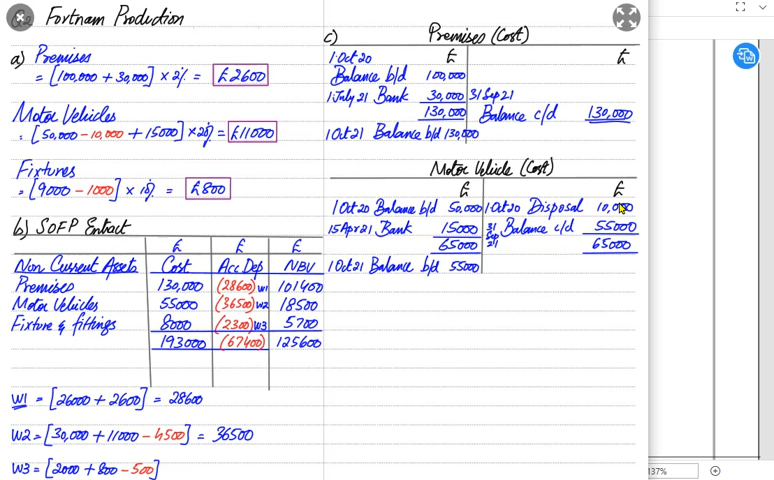 Fortnam Production
a) Premises
= [100,000 + 30,000] × 2% = £2600
Motor Vehicles
= [50,000 - 10,000 + 15000] × 20% = £11000
Fixtures
= [9000 - 1000] × 10% = £800
b) SOFP Extract
£ £ £
Non Current Assets Cost Acc Dep NBV
Premises 130,000 (28600) W1 101400
Motor Vehicles 55000 (36500) W2 18500
Fixture & fittings 8000 (2300) W3 5700
193000 (67400) 125600
W1 = [26000 + 2600] = 28600
W2 = [30,000 + 11000 - 4500] = 36500
W3 = [2000 + 800 - 500]
c) Premises (Cost)
1 Oct 20 £ £
Balance b/d 100,000
1 July 21 Bank 30,000 31 Sep 21
130,000 Balance c/d 130,000
1 Oct 21 Balance b/d 130,000
Motor Vehicle (Cost)
£ £
1 Oct 20 Balance b/d 50,000 1 Oct 20 Disposal 10,000
15 Apr 21 Bank 15000 31 Sep 21 Balance c/d 55000
65000 65000
1 Oct 21 Balance b/d 55000
137%